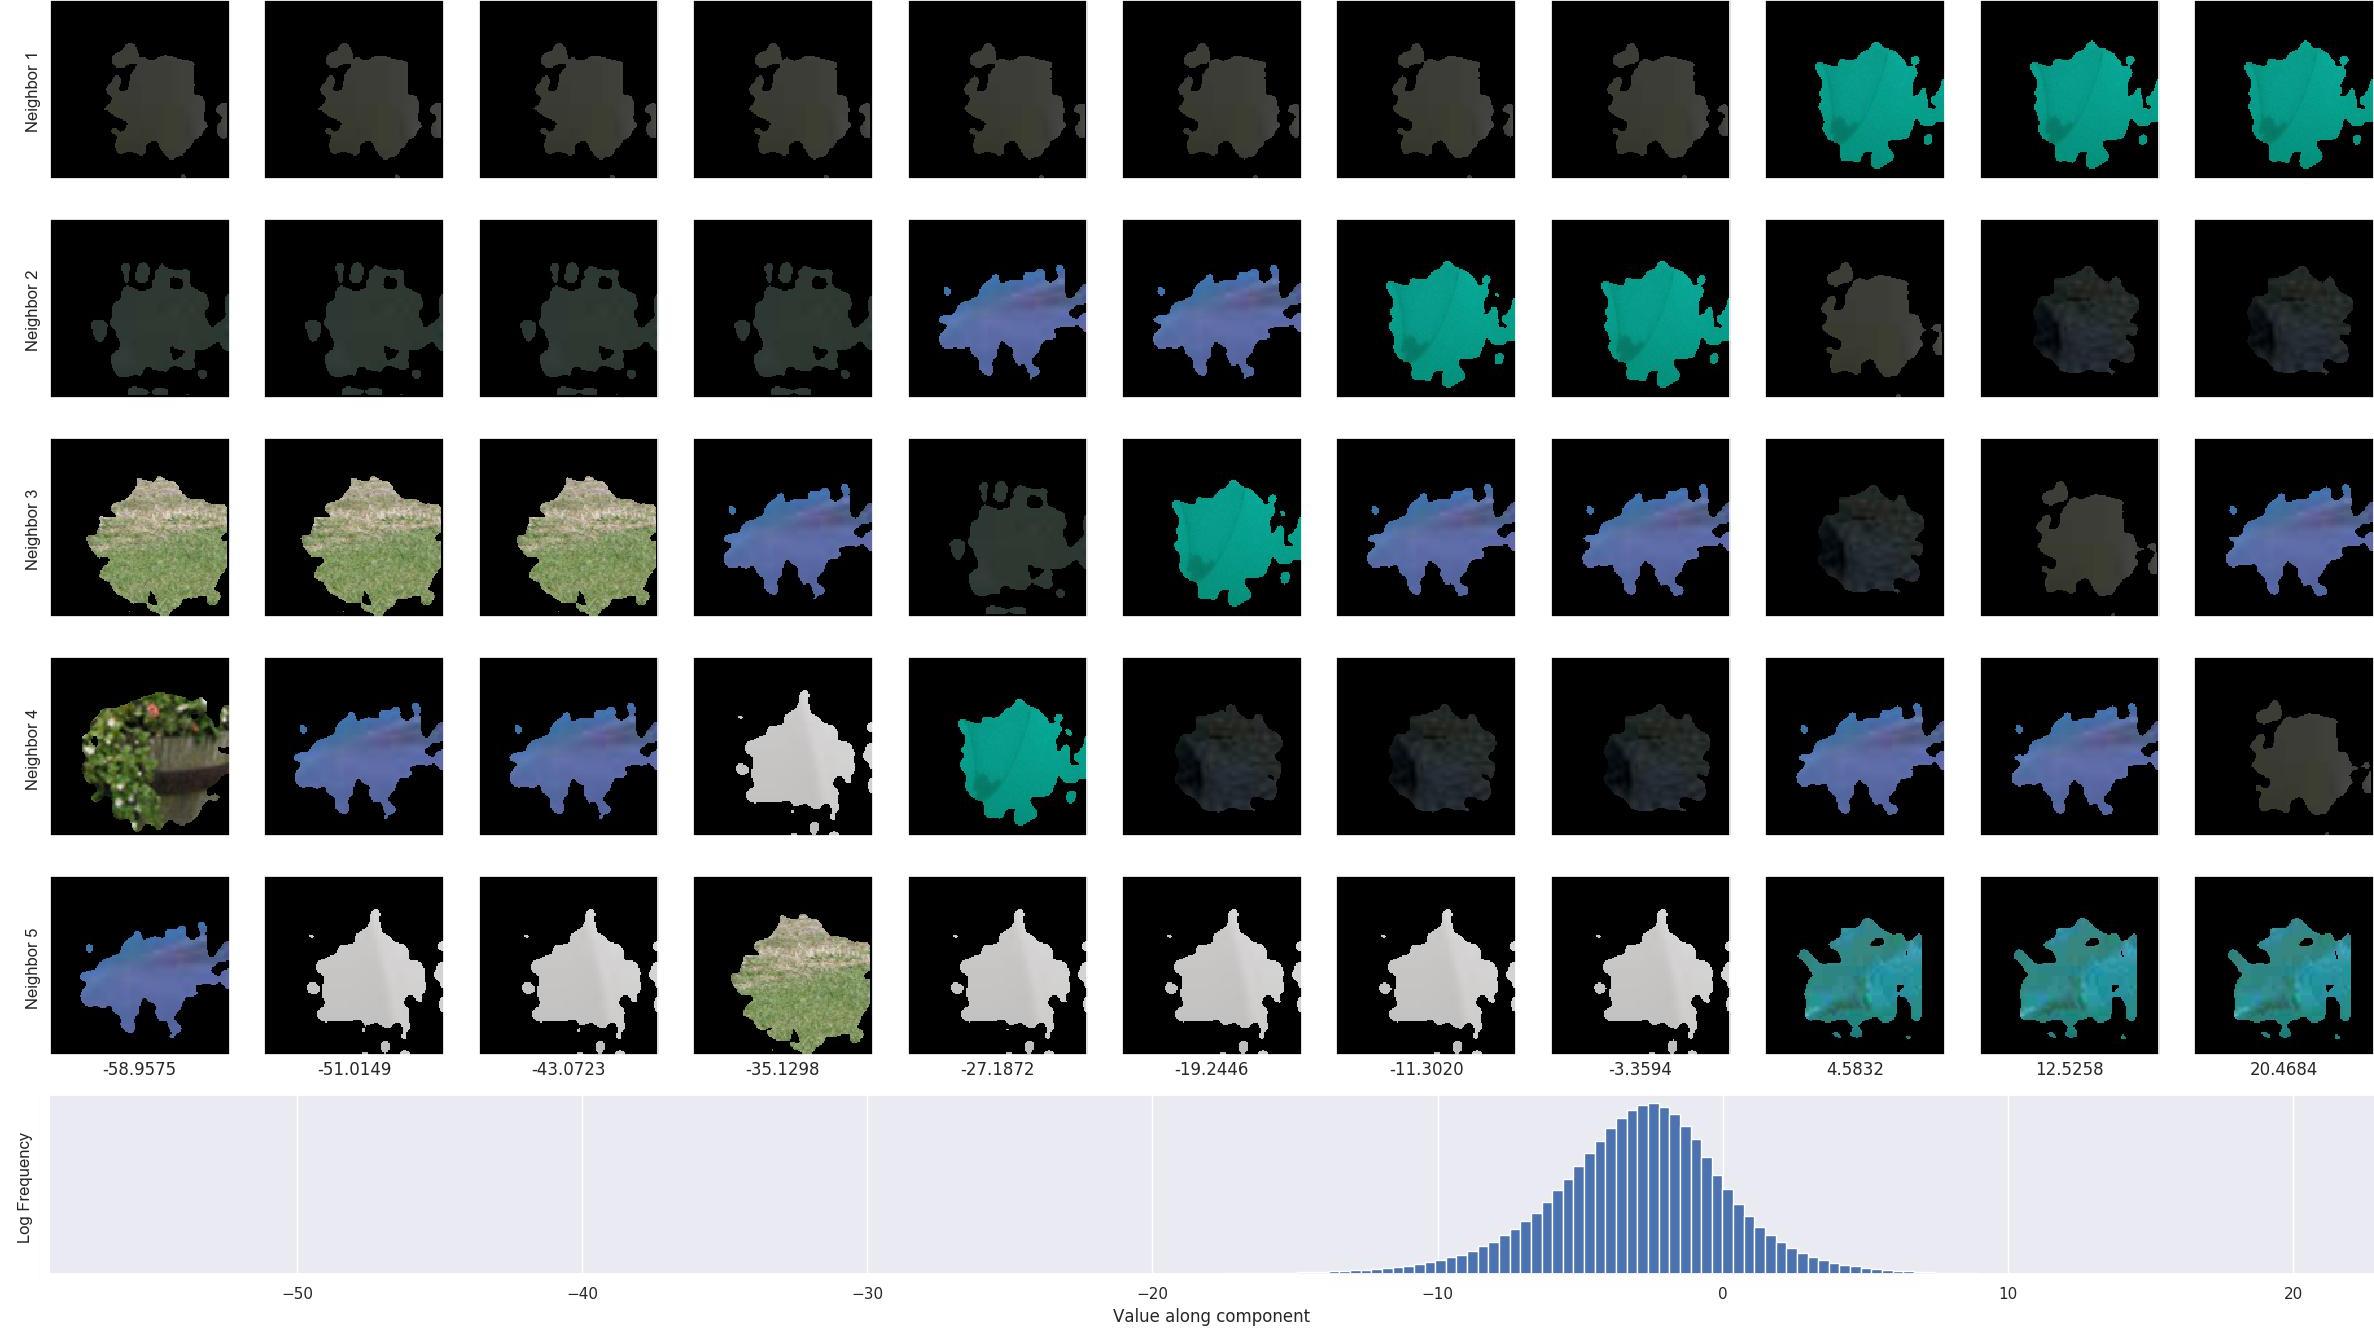 Neighbor 1
Neighbor 2
Neighbor 3
Neighbor 4
Neighbor 5
-58.9575 -51.0149 -43.0723 -35.1298 -27.1872 -19.2446 -11.3020 -3.3594 4.5832 12.5258 20.4684
Log Frequency
−50 −40 −30 −20 −10 0 10 20
Value along component